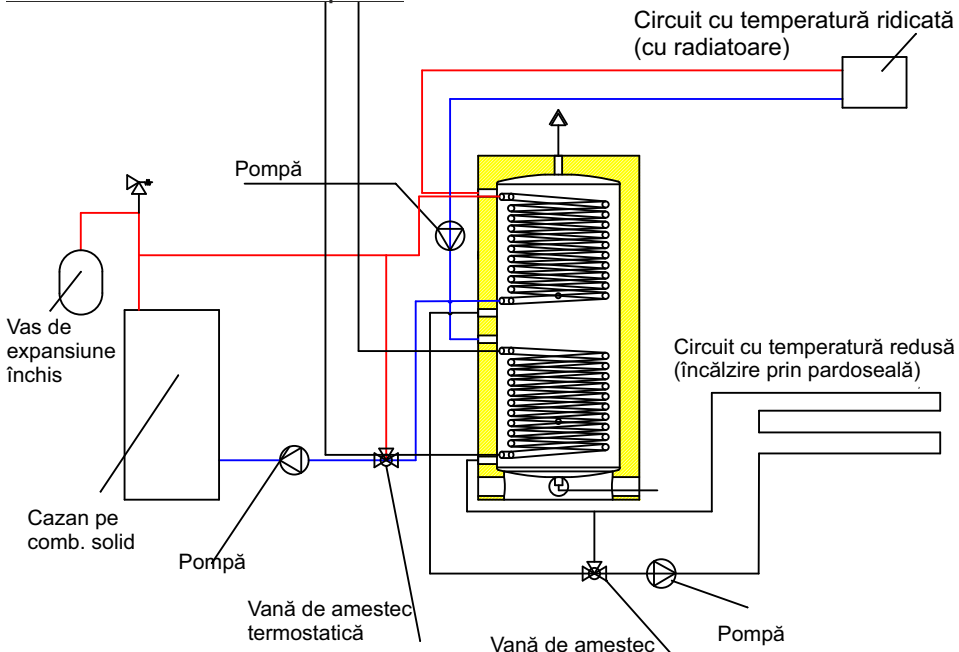 Circuit cu temperatură ridicată
(cu radiatoare)
Pompă
Vas de
expansiune
închis
Circuit cu temperatură redusă
(încălzire prin pardoseală)
Cazan pe
comb. solid
Pompă
Vană de amestec
termostatică
Vană de amestec
Pompă